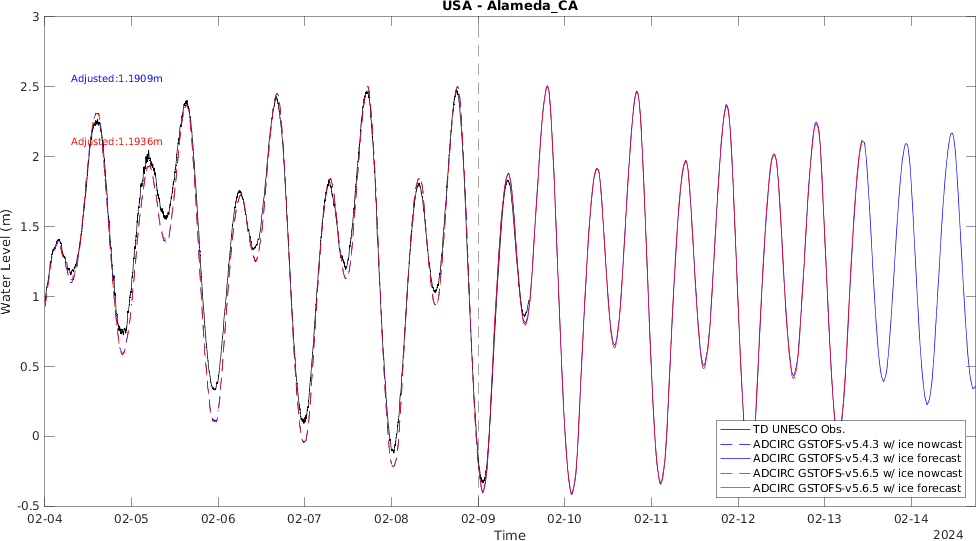 USA - Alameda_CA
3
2.5
2
1.5
1
0.5
0
-0.5
Water Level (m)
Adjusted:1.1909m
Adjusted:1.1936m
TD UNESCO Obs.
ADCIRC GSTOFS-v5.4.3 w/ ice nowcast
ADCIRC GSTOFS-v5.4.3 w/ ice forecast
ADCIRC GSTOFS-v5.6.5 w/ ice nowcast
ADCIRC GSTOFS-v5.6.5 w/ ice forecast
02-04 02-05 02-06 02-07 02-08 02-09 02-10 02-11 02-12 02-13 02-14
Time
2024